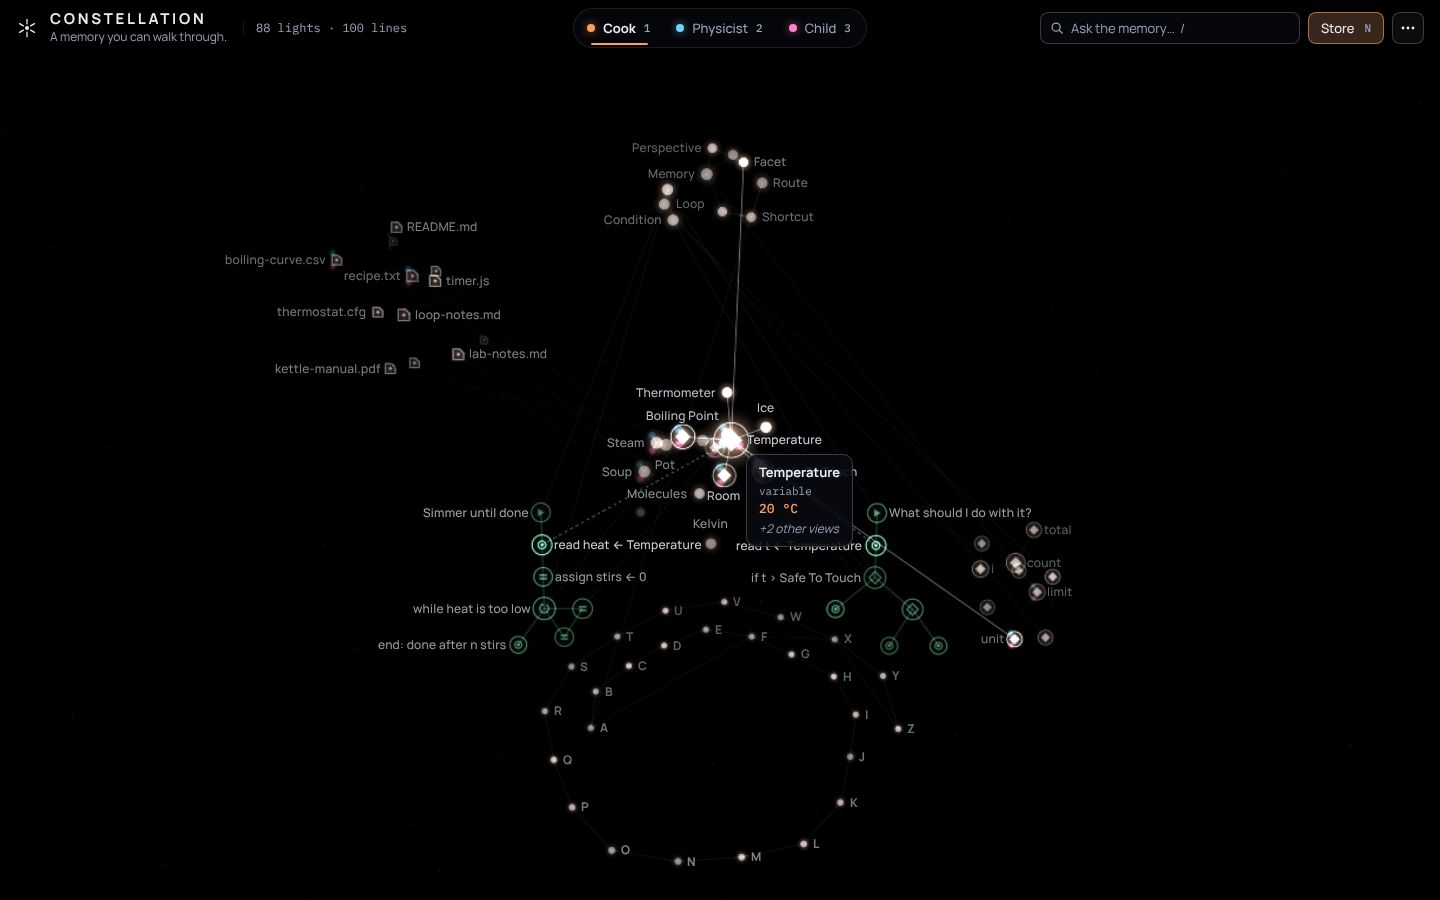 CONSTELLATION
A memory you can walk through.
88 lights · 100 lines
Cook 1
Physicist 2
Child 3
Ask the memory… /
Store N
Perspective
Facet
Memory
Route
Loop
Condition
Shortcut
README.md
boiling-curve.csv
recipe.txt
timer.js
thermostat.cfg
loop-notes.md
lab-notes.md
kettle-manual.pdf
Thermometer
Ice
Boiling Point
Temperature
Steam
Pot
Soup
Molecules
Room
Kelvin
Temperature
variable
20 °C
+2 other views
Simmer until done
What should I do with it?
total
read heat ← Temperature
read t ← Temperature
count
i
assign stirs ← 0
if t > Safe To Touch
limit
while heat is too low
unit
end: done after n stirs
U
V
W
T
D
E
F
X
S
C
G
H
Y
B
R
A
I
Z
Q
J
P
K
O
N
M
L